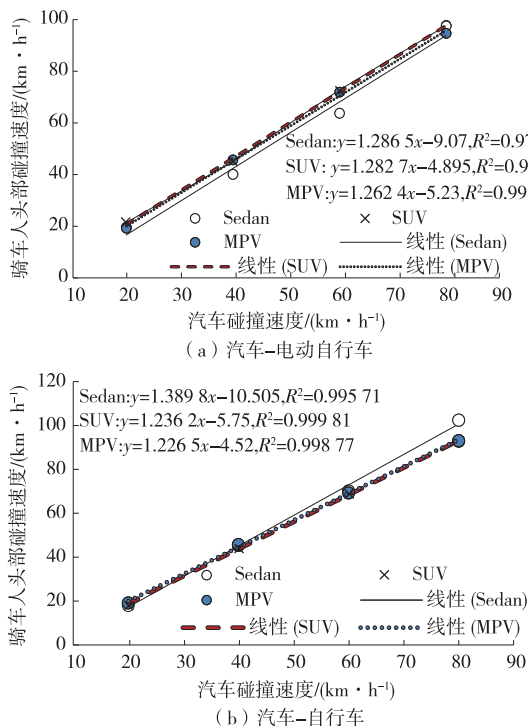 骑车人头部碰撞速度/(km·h⁻¹)
100
80
60
40
20
0
Sedan:y=1.286 5x−9.07,R²=0.9
SUV: y=1.282 7x−4.895,R²=0.9
MPV:y=1.262 4x−5.23,R²=0.99
Sedan SUV
MPV 线性(Sedan)
线性(SUV) 线性(MPV)
10 20 30 40 50 60 70 80 90
汽车碰撞速度/(km·h⁻¹)
(a)汽车–电动自行车
骑车人头部碰撞速度/(km·h⁻¹)
120
100
80
60
40
20
0
Sedan:y=1.389 8x−10.505,R²=0.995 71
SUV:y=1.236 2x−5.75,R²=0.999 81
MPV:y=1.226 5x−4.52,R²=0.998 77
Sedan SUV
MPV 线性(Sedan)
线性(SUV) 线性(MPV)
10 20 30 40 50 60 70 80 90
汽车碰撞速度/(km·h⁻¹)
(b)汽车–自行车